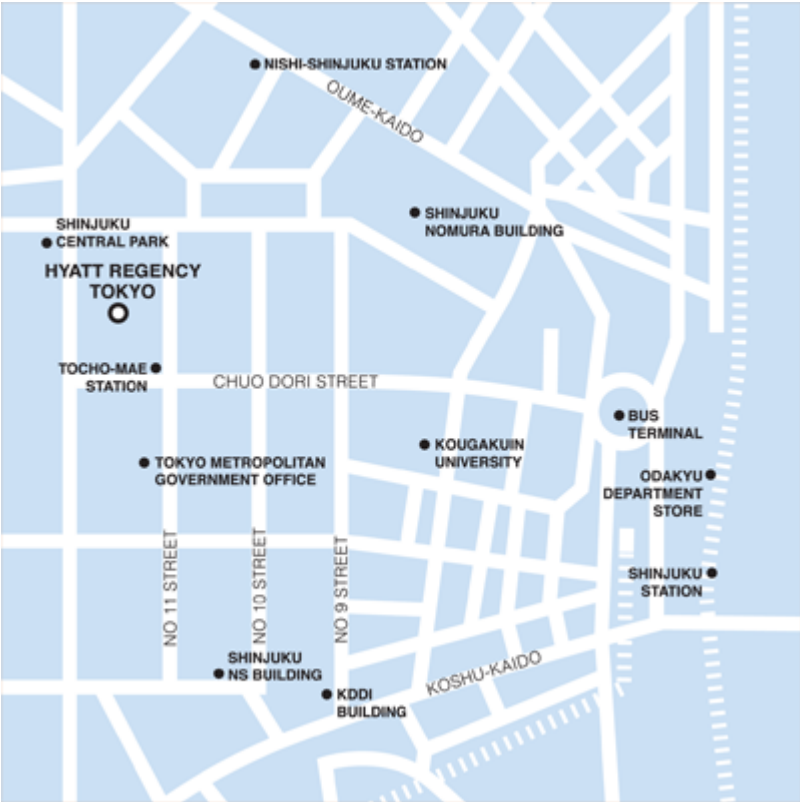 NISHI-SHINJUKU STATION
OUME-KAIDO
SHINJUKU
NOMURA BUILDING
SHINJUKU
CENTRAL PARK
HYATT REGENCY
TOKYO
TOCHO-MAE
STATION
CHUO DORI STREET
BUS
TERMINAL
KOUGAKUIN
UNIVERSITY
TOKYO METROPOLITAN
GOVERNMENT OFFICE
ODAKYU
DEPARTMENT
STORE
NO 11 STREET
NO 10 STREET
NO 9 STREET
SHINJUKU
STATION
SHINJUKU
NS BUILDING
KOSHU-KAIDO
KDDI
BUILDING